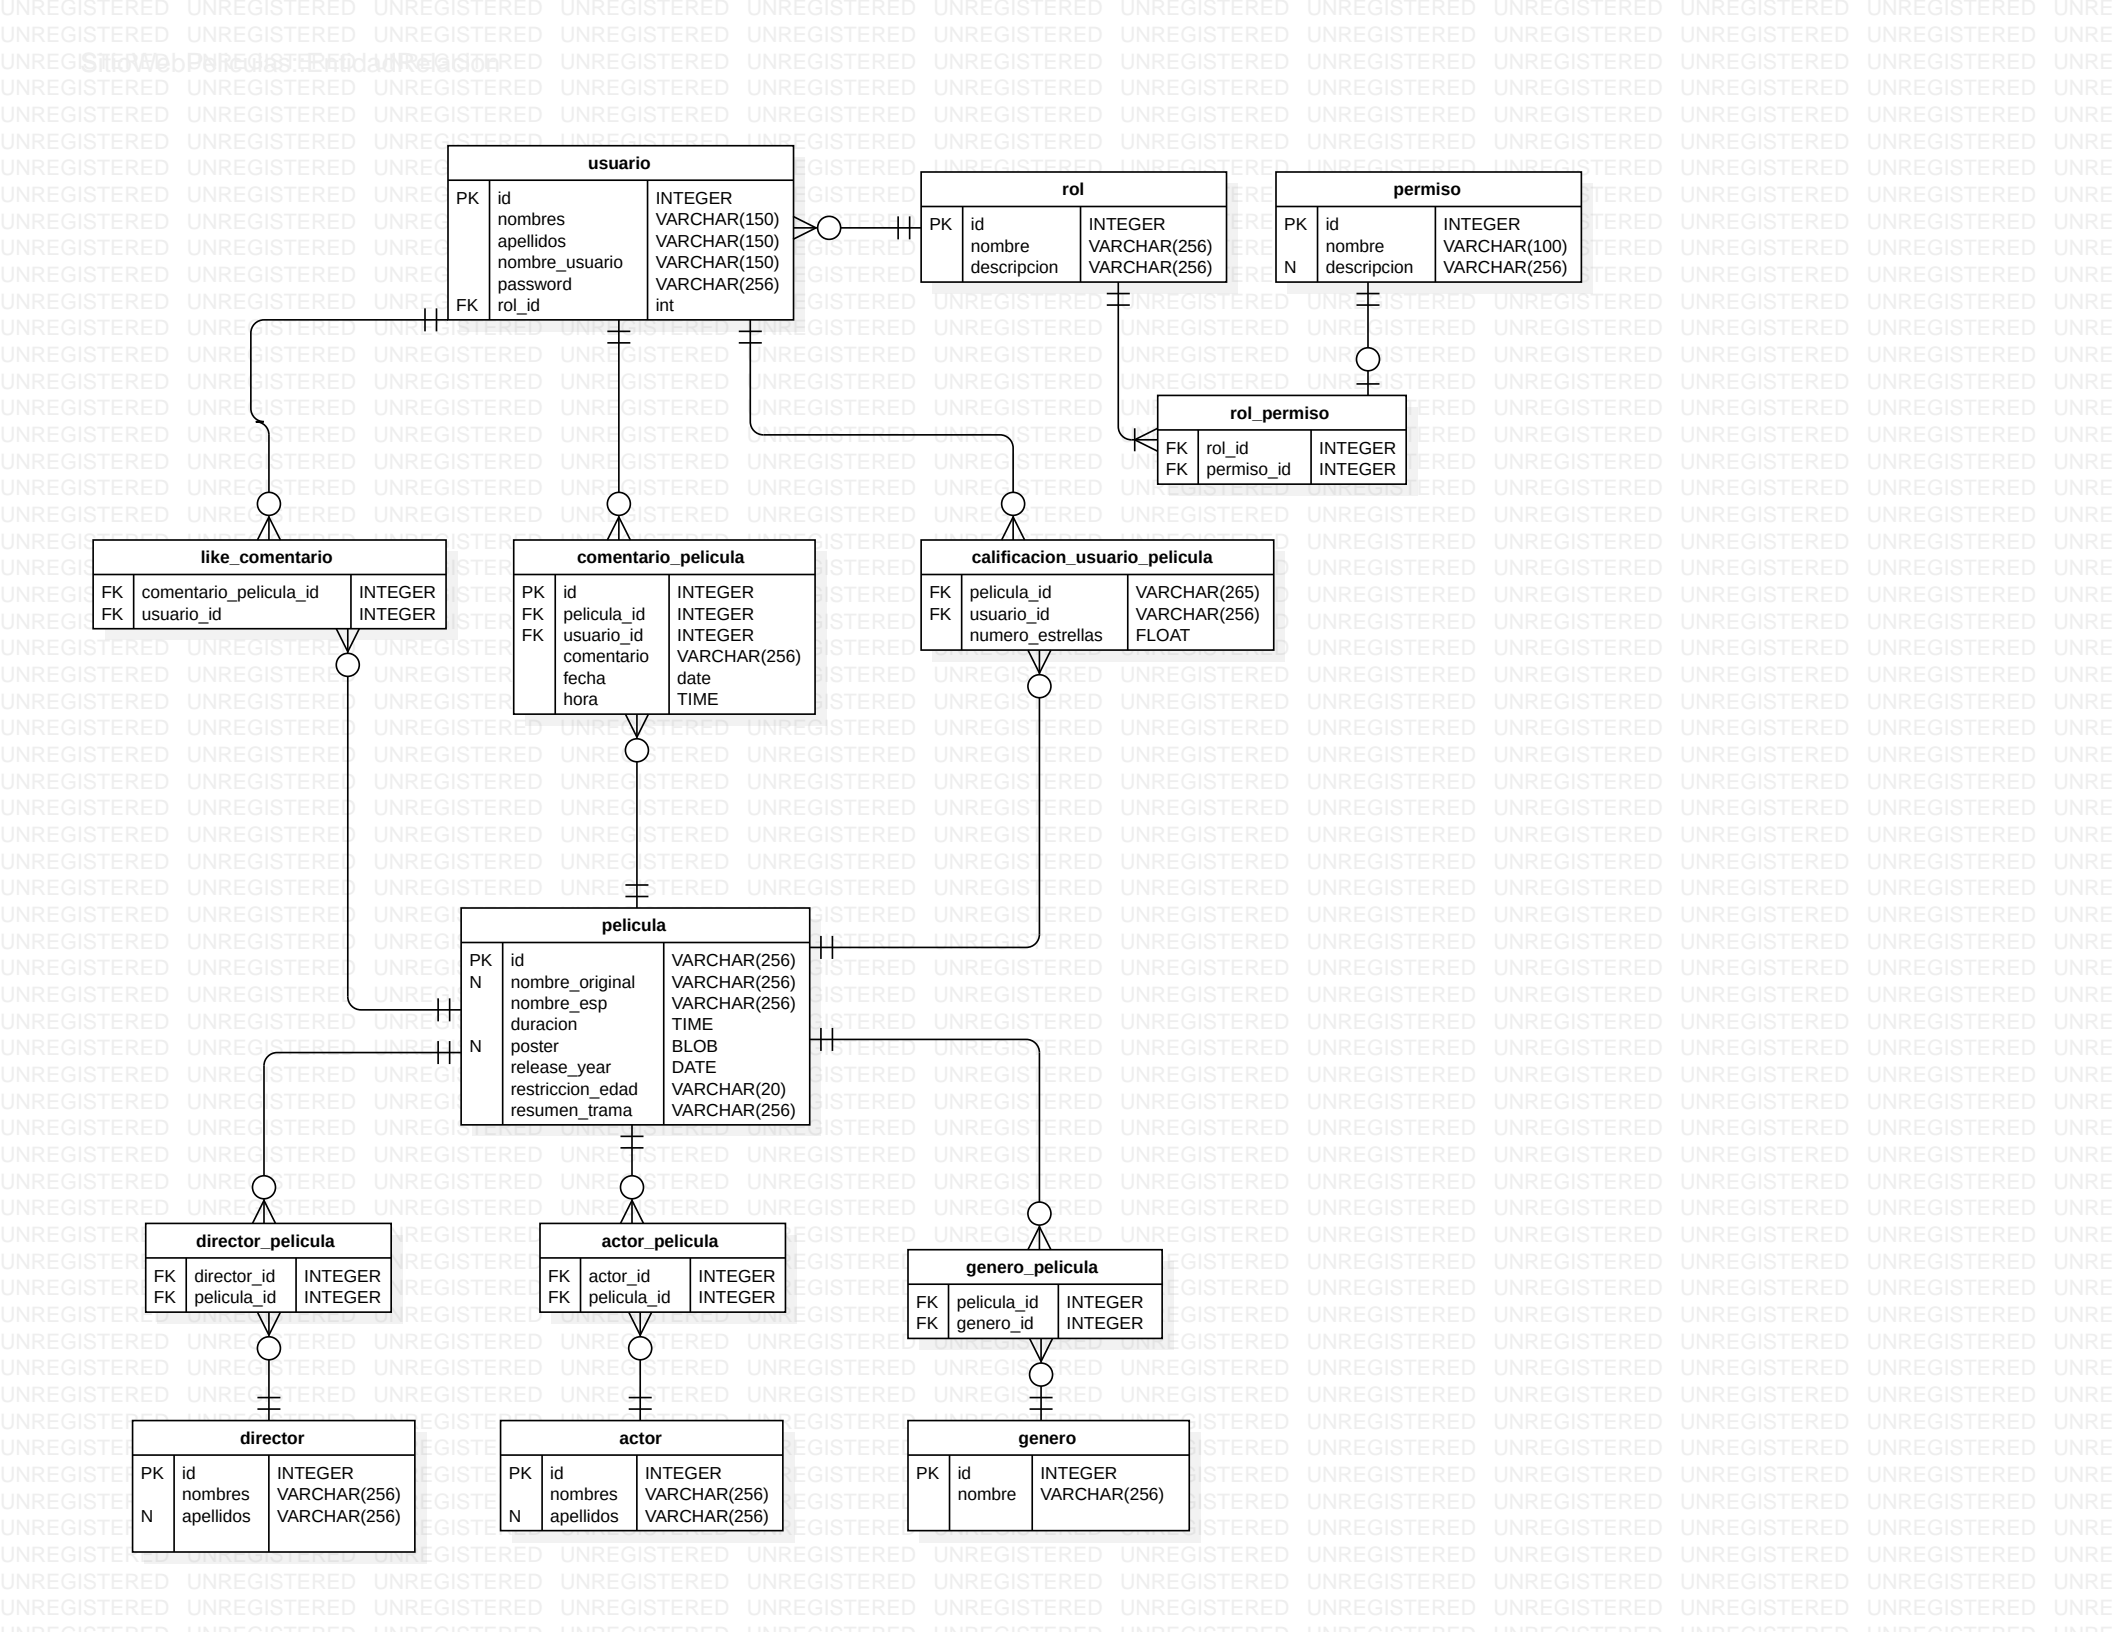 SitioWebPeliculas::EntidadRelacion
usuario
PK id INTEGER
nombres VARCHAR(150)
apellidos VARCHAR(150)
nombre_usuario VARCHAR(150)
password VARCHAR(256)
FK rol_id int
rol
PK id INTEGER
nombre VARCHAR(256)
descripcion VARCHAR(256)
permiso
PK id INTEGER
nombre VARCHAR(100)
N descripcion VARCHAR(256)
rol_permiso
FK rol_id INTEGER
FK permiso_id INTEGER
like_comentario
FK comentario_pelicula_id INTEGER
FK usuario_id INTEGER
comentario_pelicula
PK id INTEGER
FK pelicula_id INTEGER
FK usuario_id INTEGER
comentario VARCHAR(256)
fecha date
hora TIME
calificacion_usuario_pelicula
FK pelicula_id VARCHAR(265)
FK usuario_id VARCHAR(256)
numero_estrellas FLOAT
pelicula
PK id VARCHAR(256)
N nombre_original VARCHAR(256)
nombre_esp VARCHAR(256)
duracion TIME
N poster BLOB
release_year DATE
restriccion_edad VARCHAR(20)
resumen_trama VARCHAR(256)
director_pelicula
FK director_id INTEGER
FK pelicula_id INTEGER
actor_pelicula
FK actor_id INTEGER
FK pelicula_id INTEGER
genero_pelicula
FK pelicula_id INTEGER
FK genero_id INTEGER
director
PK id INTEGER
nombres VARCHAR(256)
N apellidos VARCHAR(256)
actor
PK id INTEGER
nombres VARCHAR(256)
N apellidos VARCHAR(256)
genero
PK id INTEGER
nombre VARCHAR(256)
UNREGISTERED